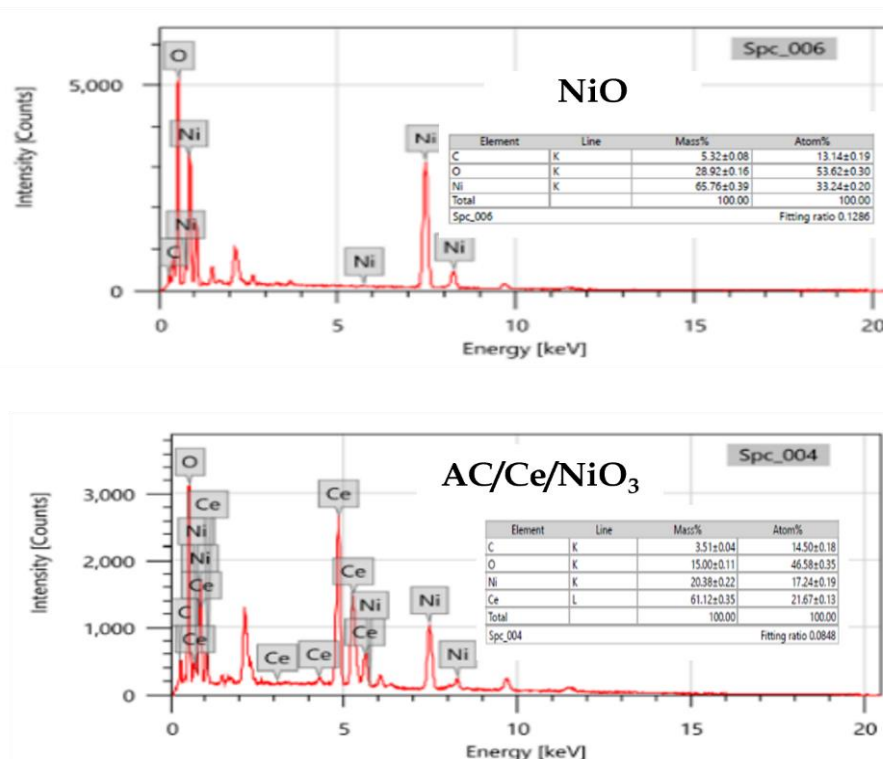 Spc_006
NiO
Intensity [Counts]
5,000
0
O
Ni
Ni
C
Ni
Ni
Ni
Element Line Mass% Atom%
C K 5.32±0.08 13.14±0.19
O K 28.92±0.16 53.62±0.30
Ni K 65.76±0.39 33.24±0.20
Total 100.00 100.00
Spc_006 Fitting ratio 0.1286
0 5 10 15 20
Energy [keV]
Spc_004
AC/Ce/NiO₃
Intensity [Counts]
3,000
2,000
1,000
0
O
Ce
Ni
Ni
Ce
C
Ce
Ce
Ce
Ce
Ce
Ni
Ce
Ni
Ni
Element Line Mass% Atom%
C K 3.51±0.04 14.50±0.18
O K 15.00±0.11 46.58±0.35
Ni K 20.38±0.22 17.24±0.19
Ce L 61.12±0.35 21.67±0.13
Total 100.00 100.00
Spc_004 Fitting ratio 0.0848
0 5 10 15 20
Energy [keV]